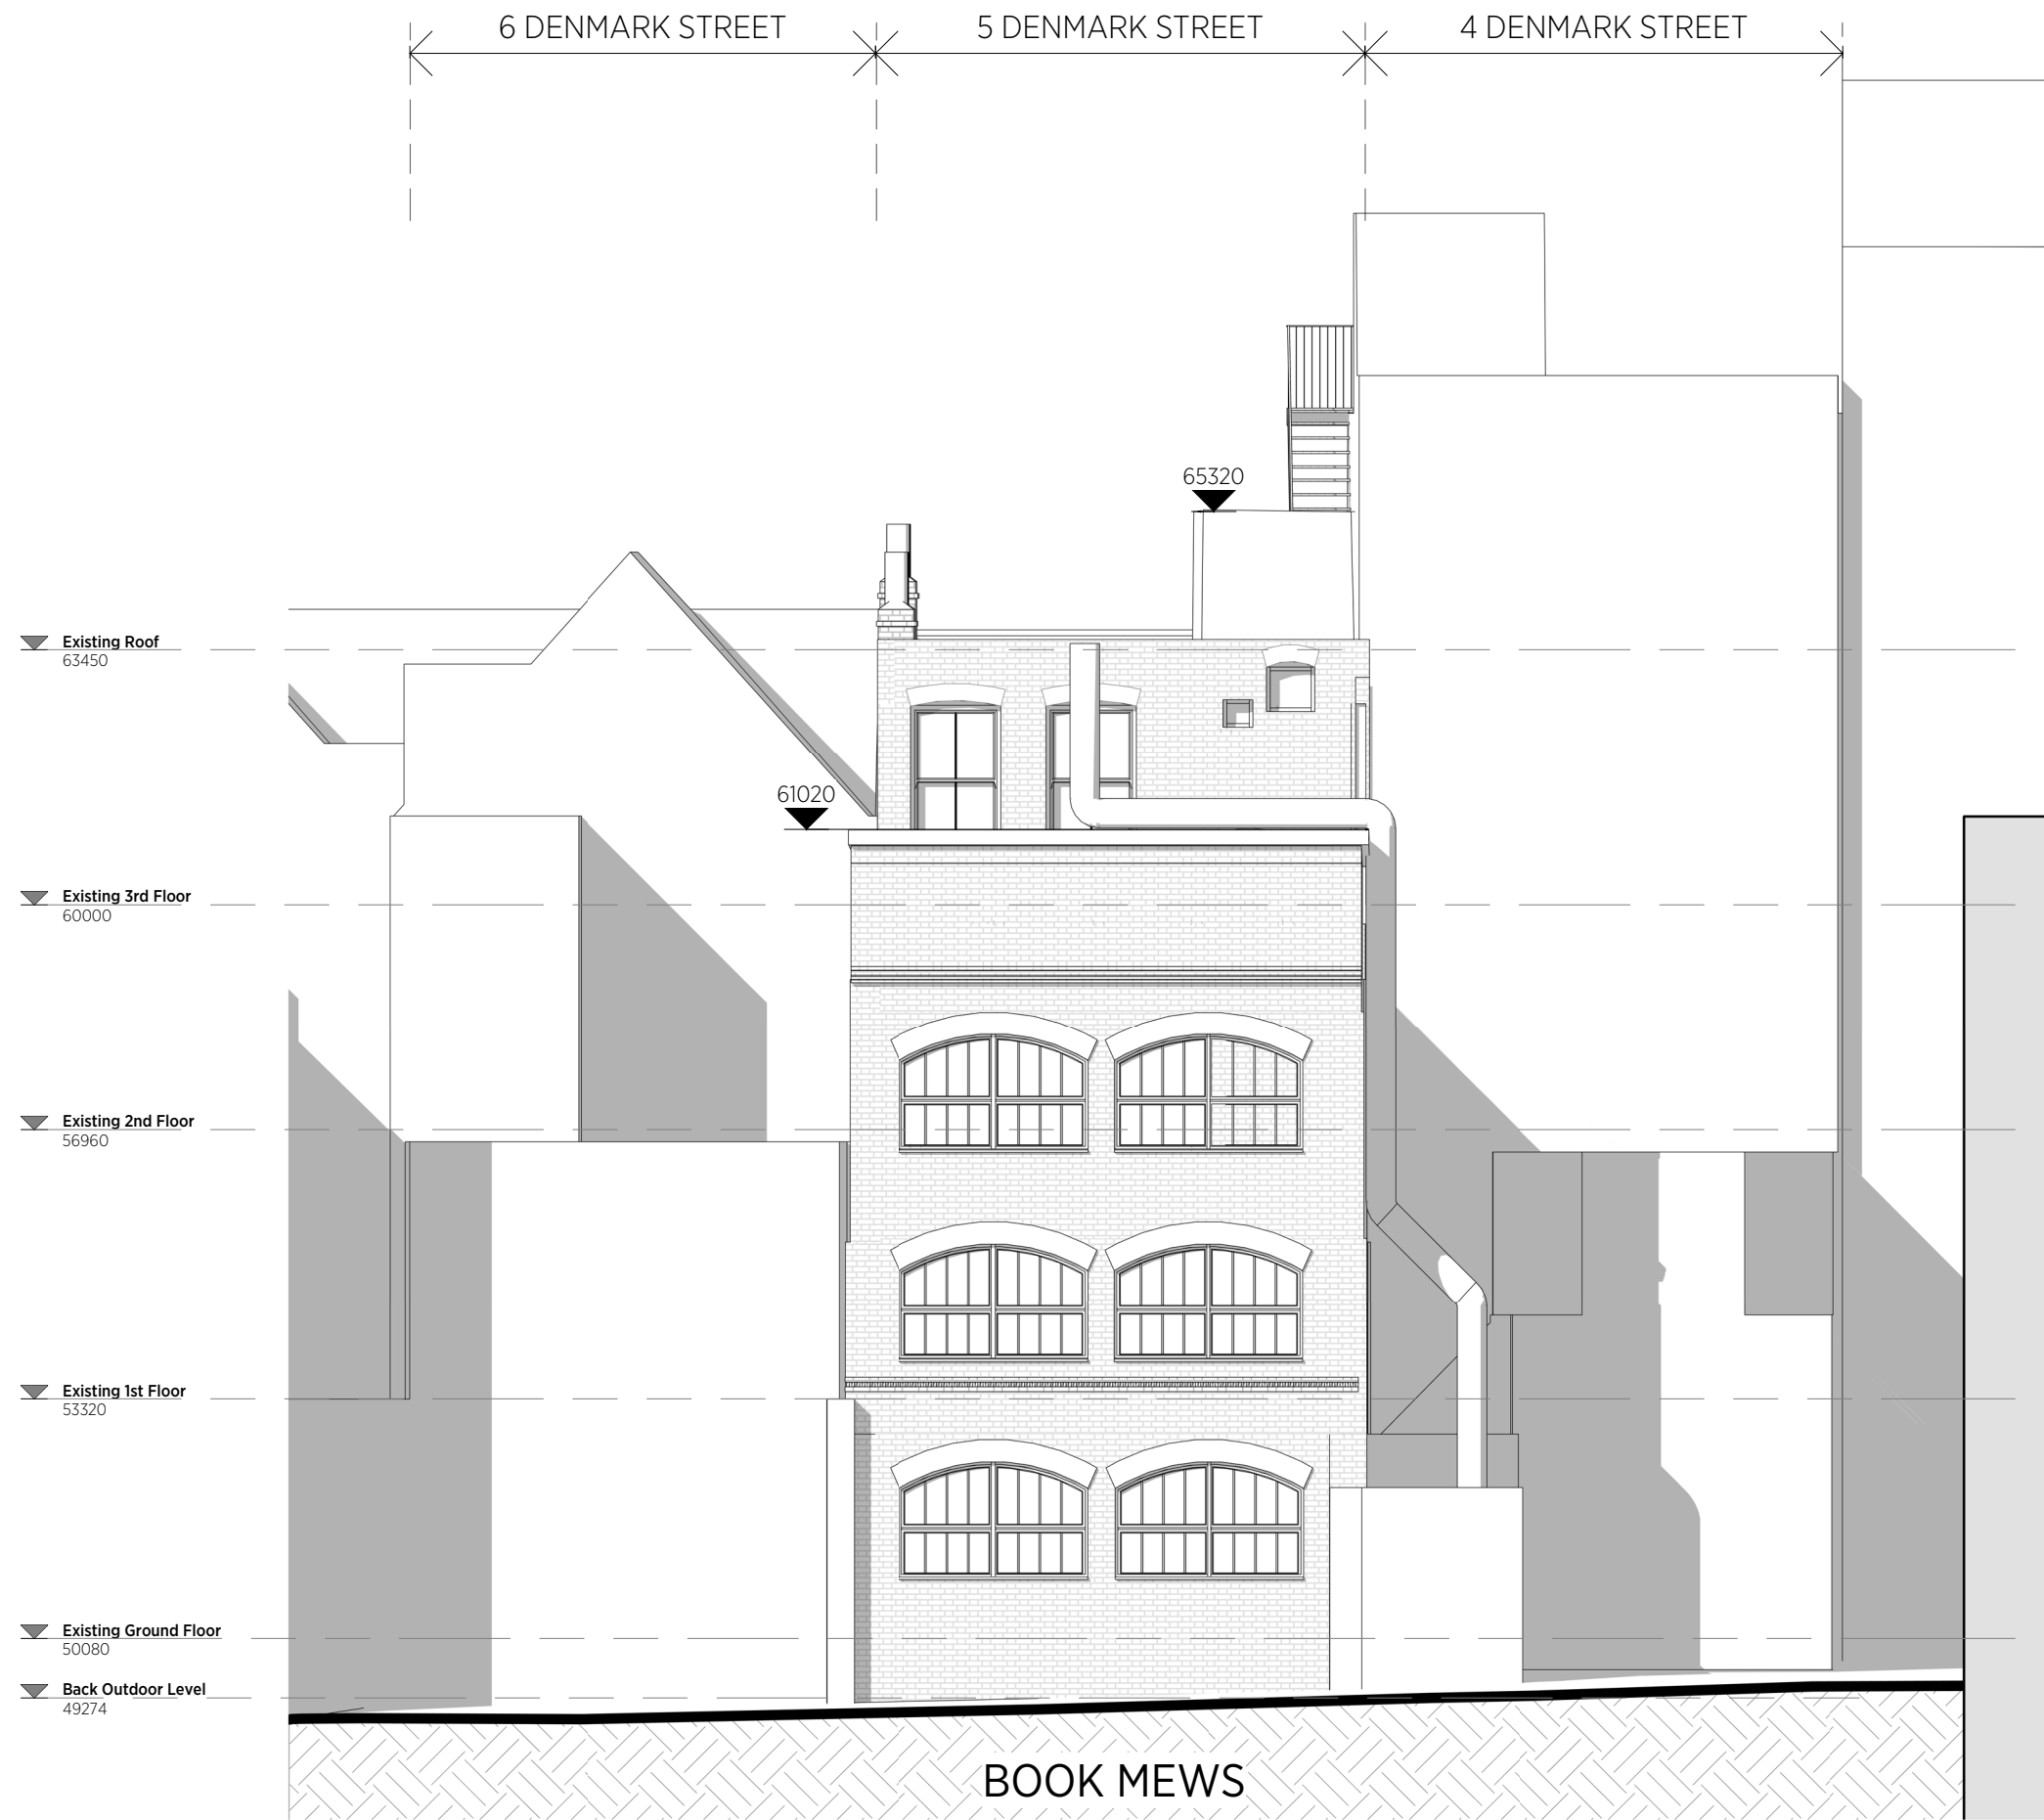 6 DENMARK STREET
5 DENMARK STREET
4 DENMARK STREET
65320
Existing Roof
63450
61020
Existing 3rd Floor
60000
Existing 2nd Floor
56960
Existing 1st Floor
53320
Existing Ground Floor
50080
Back Outdoor Level
49274
BOOK MEWS